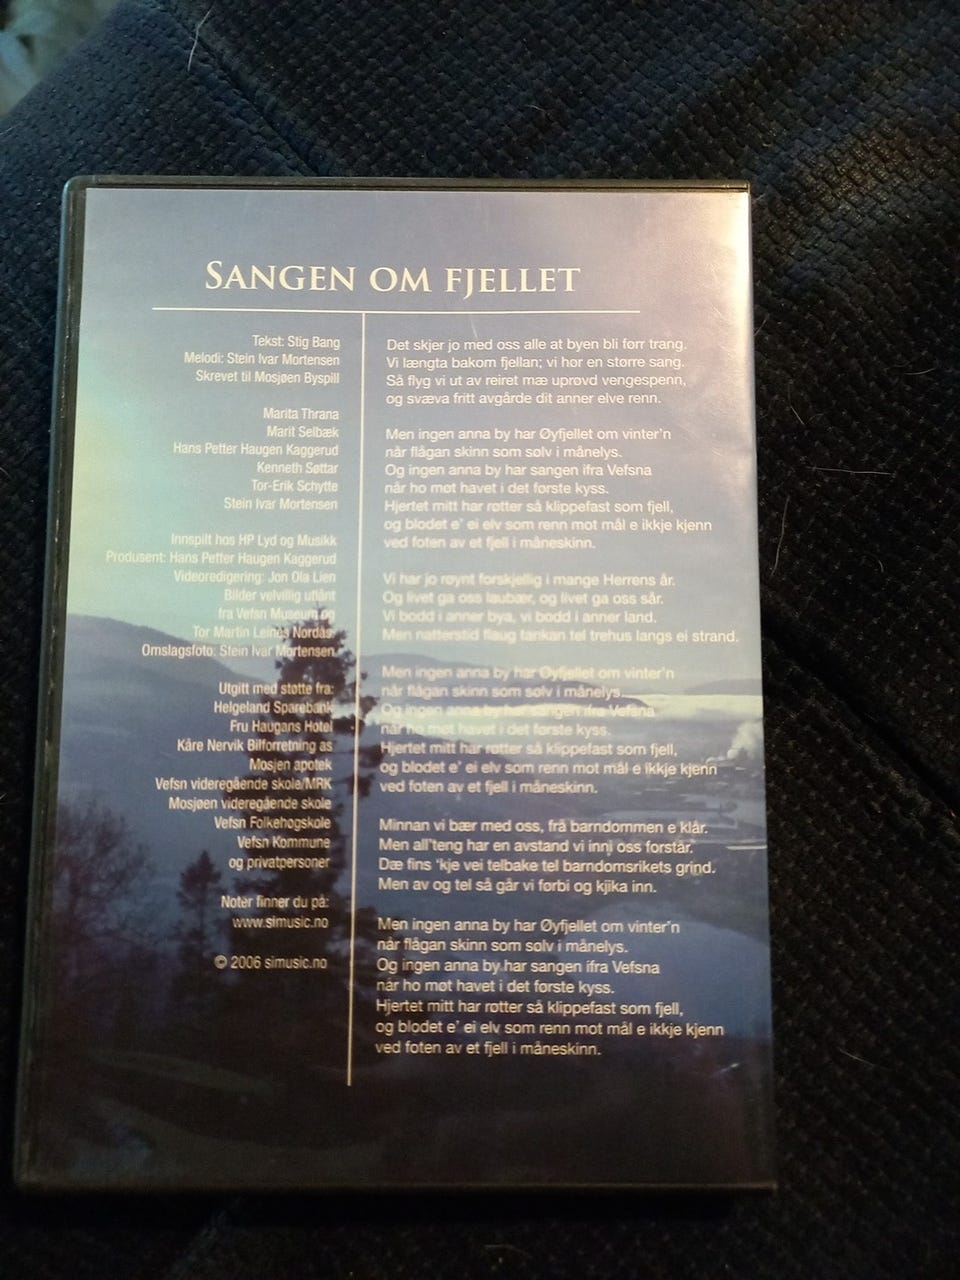 SANGEN OM FJELLET
Tekst: Stig Bang
Melodi: Stein Ivar Mortensen
Skrevet til Mosjøen Byspill
Marita Thrana
Marit Selbæk
Hans Petter Haugen Kaggerud
Kenneth Søttar
Tor-Erik Schytte
Stein Ivar Mortensen
Innspilt hos HP Lyd og Musikk
Produsent: Hans Petter Haugen Kaggerud
Videoredigering: Jon Ola Lien
Bilder velvillig utlånt
fra Vefsn Museum og
Tor Martin Leines Nordås
Omslagsfoto: Stein Ivar Mortensen
Utgitt med støtte fra:
Helgeland Sparebank
Fru Haugans Hotel
Kåre Nervik Bilforretning as
Mosjøen apotek
Vefsn videregående skole/MRK
Mosjøen videregående skole
Vefsn Folkehøgskole
Vefsn Kommune
og privatpersoner
Noter finner du på:
www.simusic.no
© 2006 simusic.no
Det skjer jo med oss alle at byen bli førr trang.
Vi længta bakom fjellan; vi hør en større sang.
Så flyg vi ut av reiret mæ uprøvd vengespenn,
og svæva fritt avgårde dit anner elve renn.
Men ingen anna by har Øyfjellet om vinter'n
når flågan skinn som sølv i månelys.
Og ingen anna by har sangen ifra Vefsna
når ho møt havet i det første kyss.
Hjertet mitt har røtter så klippefast som fjell,
og blodet e' ei elv som renn mot mål e ikkje kjenn
ved foten av et fjell i måneskinn.
Vi har jo røynt forskjellig i mange Herrens år.
Og livet ga oss laubær, og livet ga oss sår.
Vi bodd i anner bya, vi bodd i anner land.
Men natterstid flaug tankan tel trehus langs ei strand.
Men ingen anna by har Øyfjellet om vinter'n
når flågan skinn som sølv i månelys.
Og ingen anna by har sangen ifra Vefsna
når ho møt havet i det første kyss.
Hjertet mitt har røtter så klippefast som fjell,
og blodet e' ei elv som renn mot mål e ikkje kjenn
ved foten av et fjell i måneskinn.
Minnan vi bær med oss, frå barndommen e klår.
Men all'teng har en avstand vi inni oss forstår.
Dæ fins 'kje vei telbake tel barndomsrikets grind.
Men av og tel så går vi førbi og kjika inn.
Men ingen anna by har Øyfjellet om vinter'n
når flågan skinn som sølv i månelys.
Og ingen anna by har sangen ifra Vefsna
når ho møt havet i det første kyss.
Hjertet mitt har røtter så klippefast som fjell,
og blodet e' ei elv som renn mot mål e ikkje kjenn
ved foten av et fjell i måneskinn.